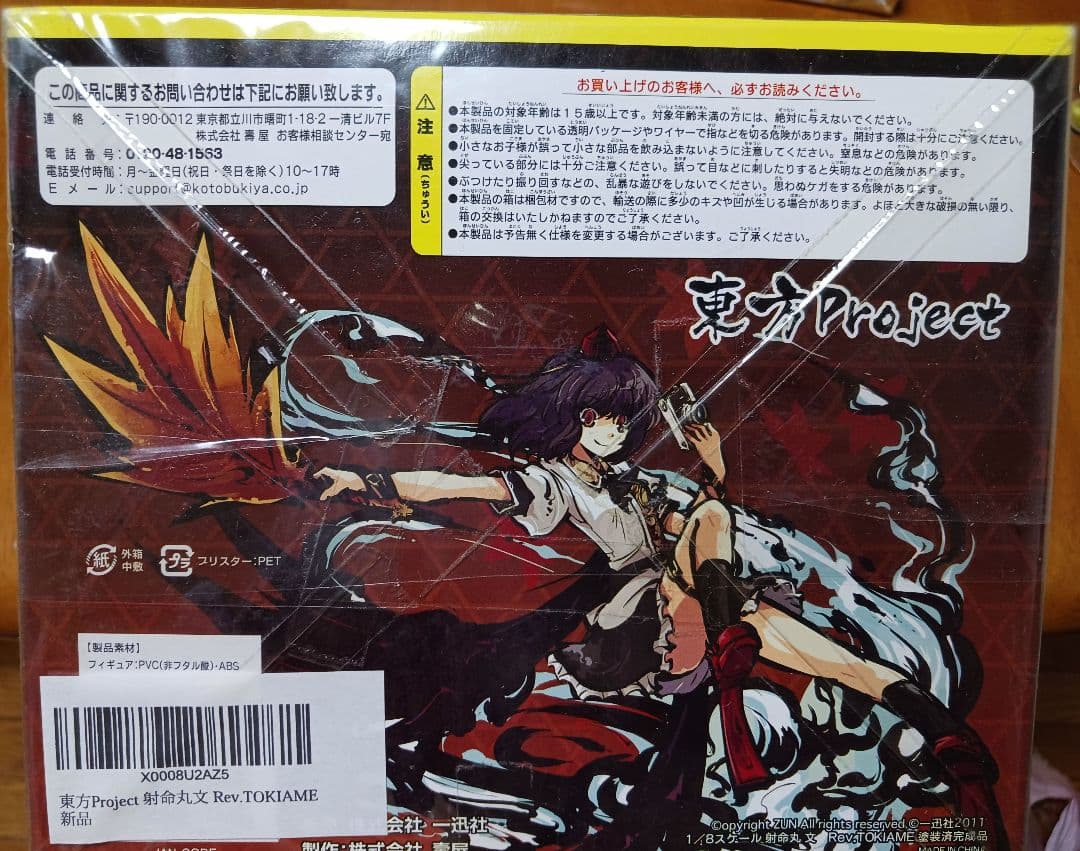 この商品に関するお問い合わせは下記にお願い致します。
連絡先:〒190-0012 東京都立川市曙町1-18-2 一清ビル7F
株式会社 壽屋 お客様相談センター宛
電話番号:0120-48-1563
電話受付時間:月〜金曜日(祝日・祭日を除く)10〜17時
Eメール:support@kotobukiya.co.jp
⚠注意(ちゅうい)
お買い上げのお客様へ、必ずお読みください。
●本製品の対象年齢は15歳以上です。対象年齢未満の方には、絶対に与えないでください。
●本製品を固定している透明パッケージやワイヤーで指などを切る危険があります。開封する際は十分にご注意ください。
●小さなお子様が誤って小さな部品を飲み込まないように注意してください。窒息などの危険があります。
●尖っている部分には十分ご注意ください。誤って目などに刺したりすると失明などの危険があります。
●ぶつけたり振り回すなどの、乱暴な遊びをしないでください。思わぬケガをする危険があります。
●本製品の箱は梱包材ですので、輸送の際に多少のキズや凹が生じる場合があります。よほど大きな破損の無い限り、
箱の交換はいたしかねますのでご了承ください。
●本製品は予告無く仕様を変更する場合がございます。ご了承ください。
東方Project
紙 外箱
中敷
プラ ブリスター:PET
【製品素材】
フィギュア:PVC(非フタル酸)・ABS
X0008U2AZ5
東方Project 射命丸文 Rev.TOKIAME
新品
株式会社 一迅社
製作:株式会社 壽屋
©opyright ZUN All rights reserved.©一迅社2011
1/8スケール 射命丸 文 Rev.TOKIAME 塗装済完成品
MADE IN CHINA
JAN CODE